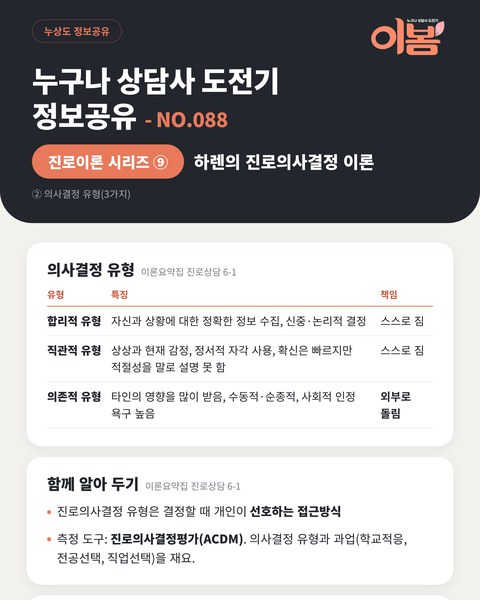 누상도 정보공유
누구나 상담사 도전기
이봄
누구나 상담사 도전기
정보공유 - NO.088
진로이론 시리즈 ⑨ 하렌의 진로의사결정 이론
② 의사결정 유형(3가지)
의사결정 유형 이론요약집 진로상담 6-1
유형 특징 책임
합리적 유형 자신과 상황에 대한 정확한 정보 수집, 신중·논리적 결정 스스로 짐
직관적 유형 상상과 현재 감정, 정서적 자각 사용, 확신은 빠르지만 스스로 짐
적절성을 말로 설명 못 함
의존적 유형 타인의 영향을 많이 받음, 수동적·순종적, 사회적 인정 외부로
욕구 높음 돌림
함께 알아 두기 이론요약집 진로상담 6-1
• 진로의사결정 유형은 결정할 때 개인이 선호하는 접근방식
• 측정 도구: 진로의사결정평가(ACDM). 의사결정 유형과 과업(학교적응,
전공선택, 직업선택)을 재요.